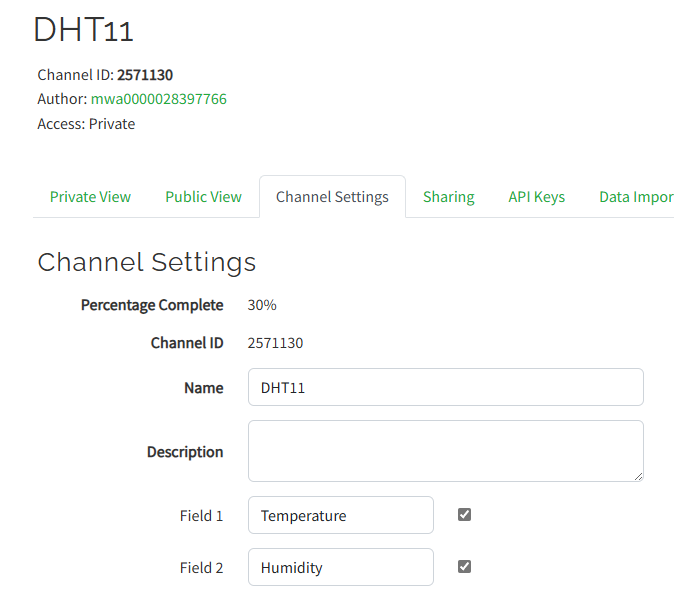 DHT11
Channel ID: 2571130
Author: mwa0000028397766
Access: Private
Private View Public View Channel Settings Sharing API Keys Data Impor
Channel Settings
Percentage Complete 30%
Channel ID 2571130
Name DHT11
Description
Field 1 Temperature
Field 2 Humidity